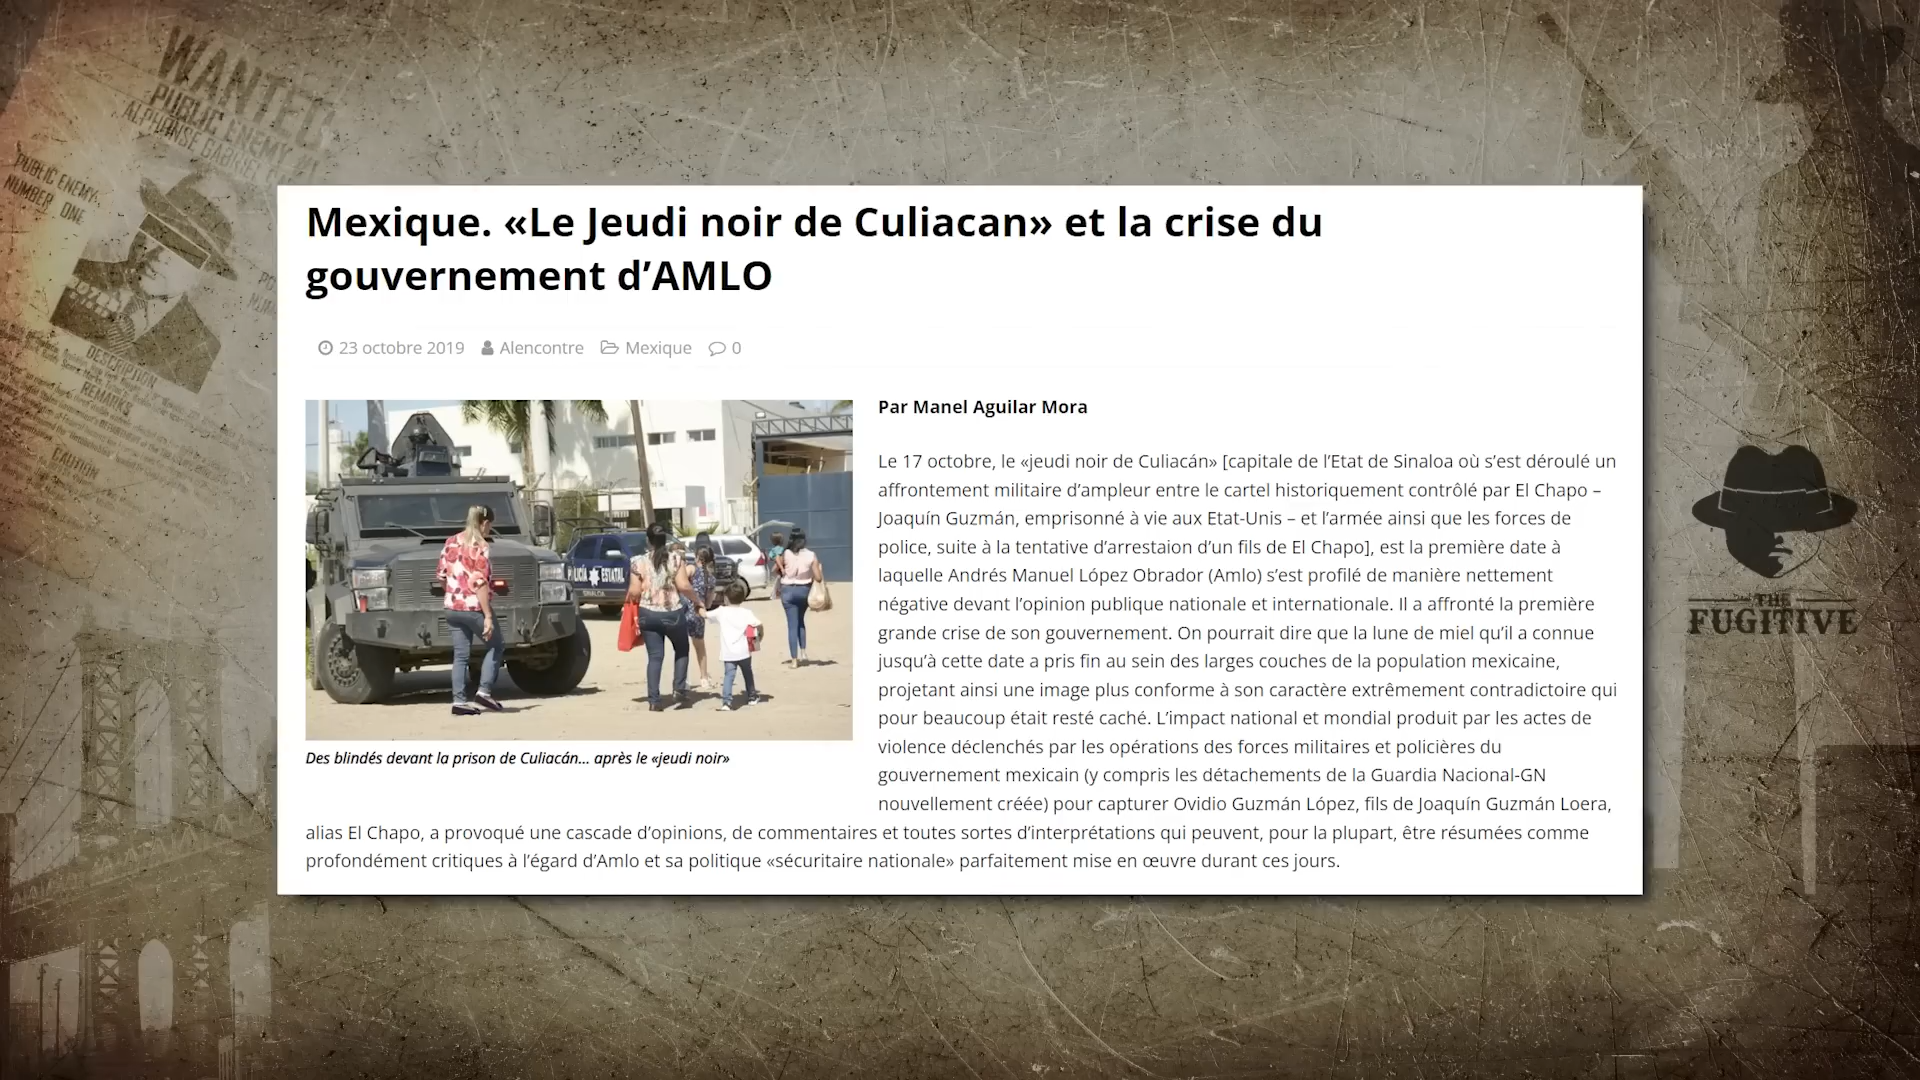 WANTED
PUBLIC ENEMY #1
ALPHONSE GABRIEL
PUBLIC ENEMY
NUMBER ONE
DESCRIPTION
REMARKS
CAUTION
Mexique. «Le Jeudi noir de Culiacan» et la crise du
gouvernement d’AMLO
23 octobre 2019 Alencontre Mexique 0
POLICÍA ESTATAL
SINALOA
Des blindés devant la prison de Culiacán... après le «jeudi noir»
Par Manel Aguilar Mora
Le 17 octobre, le «jeudi noir de Culiacán» [capitale de l’Etat de Sinaloa où s’est déroulé un
affrontement militaire d’ampleur entre le cartel historiquement contrôlé par El Chapo –
Joaquín Guzmán, emprisonné à vie aux Etat-Unis – et l’armée ainsi que les forces de
police, suite à la tentative d’arrestaion d’un fils de El Chapo], est la première date à
laquelle Andrés Manuel López Obrador (Amlo) s’est profilé de manière nettement
négative devant l’opinion publique nationale et internationale. Il a affronté la première
grande crise de son gouvernement. On pourrait dire que la lune de miel qu’il a connue
jusqu’à cette date a pris fin au sein des larges couches de la population mexicaine,
projetant ainsi une image plus conforme à son caractère extrêmement contradictoire qui
pour beaucoup était resté caché. L’impact national et mondial produit par les actes de
violence déclenchés par les opérations des forces militaires et policières du
gouvernement mexicain (y compris les détachements de la Guardia Nacional-GN
nouvellement créée) pour capturer Ovidio Guzmán López, fils de Joaquín Guzmán Loera,
alias El Chapo, a provoqué une cascade d’opinions, de commentaires et toutes sortes d’interprétations qui peuvent, pour la plupart, être résumées comme
profondément critiques à l’égard d’Amlo et sa politique «sécuritaire nationale» parfaitement mise en œuvre durant ces jours.
THE
FUGITIVE